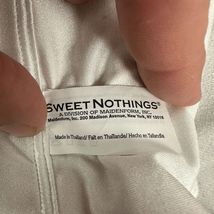 SWEET NOTHINGS®
A DIVISION OF MAIDENFORM, INC.
Maidenform, Inc. 200 Madison Avenue, New York, NY 10016
Made in Thailand/ Fait en Thaïlande/ Hecho en Tailandia